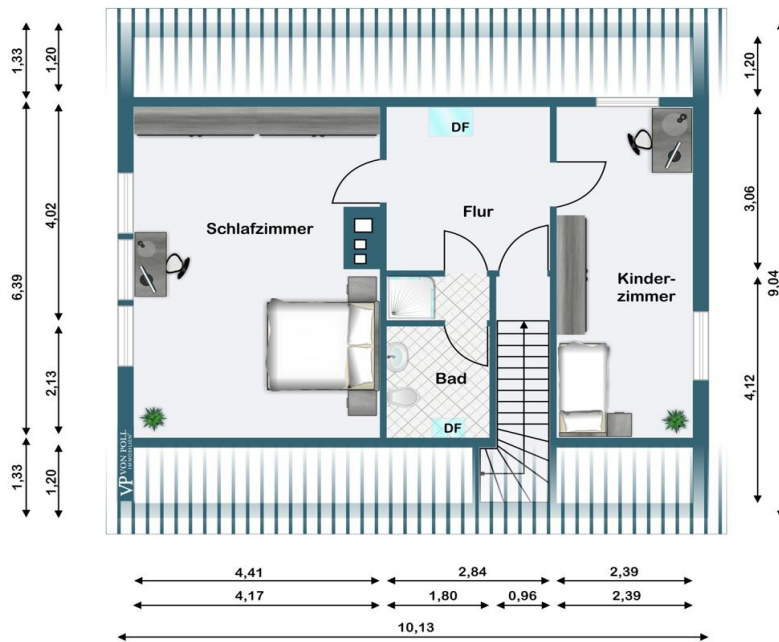 1,33
1,20
6,39
4,02
2,13
1,33
1,20
1,20
3,06
9,04
4,12
1,20
DF
Schlafzimmer
Flur
Kinder-
zimmer
Bad
DF
VP VON POLL
IMMOBILIEN
4,41
2,84
2,39
4,17
1,80
0,96
2,39
10,13